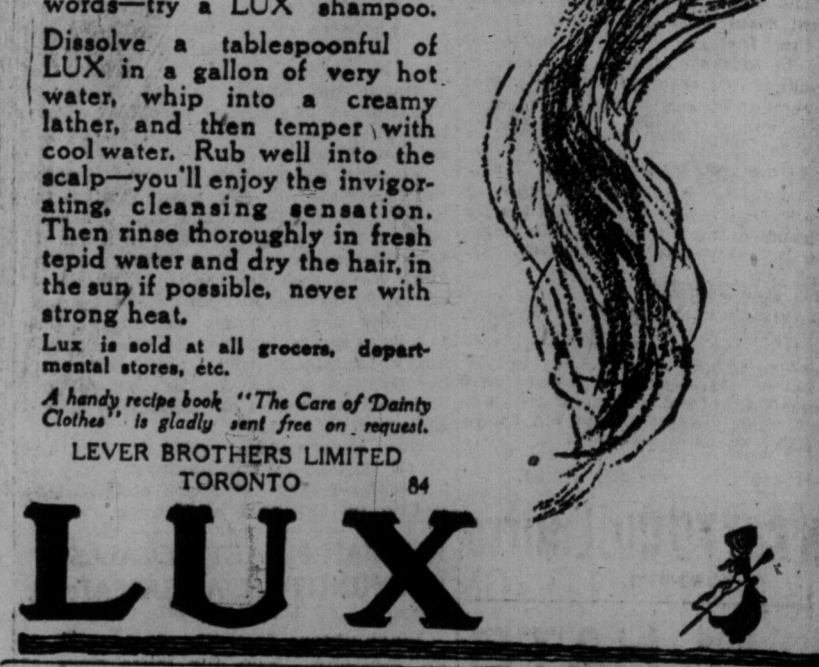 words—try a LUX shampoo.
Dissolve a tablespoonful of
LUX in a gallon of very hot
water, whip into a creamy
lather, and then temper with
cool water. Rub well into the
scalp—you'll enjoy the invigor-
ating, cleansing sensation.
Then rinse thoroughly in fresh
tepid water and dry the hair, in
the sun, if possible, never with
strong heat.
Lux is sold at all grocers, depart-
mental stores, etc.
A handy recipe book "The Care of Dainty
Clothes" is gladly sent free on request.
LEVER BROTHERS LIMITED
TORONTO 84
LUX